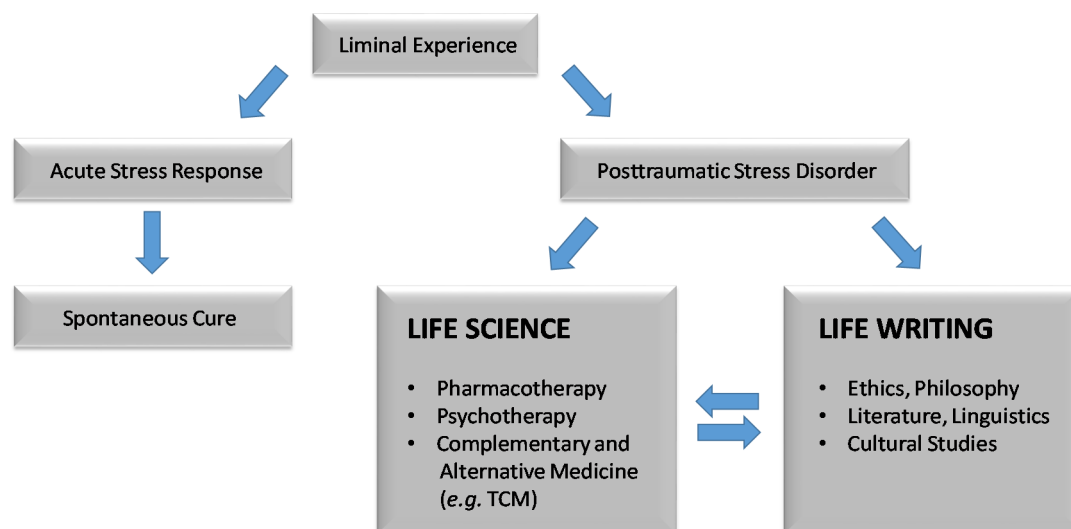 Liminal Experience
Acute Stress Response
Posttraumatic Stress Disorder
Spontaneous Cure
LIFE SCIENCE
• Pharmacotherapy
• Psychotherapy
• Complementary and
Alternative Medicine
(e.g. TCM)
LIFE WRITING
• Ethics, Philosophy
• Literature, Linguistics
• Cultural Studies